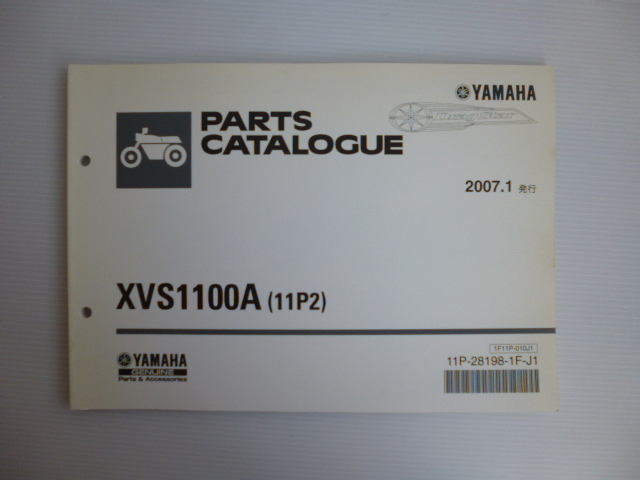 YAMAHA
DragStar
PARTS
CATALOGUE
2007.1 発行
XVS1100A (11P2)
YAMAHA
GENUINE
Parts & Accessories
1F11P-010J1
11P-28198-1F-J1